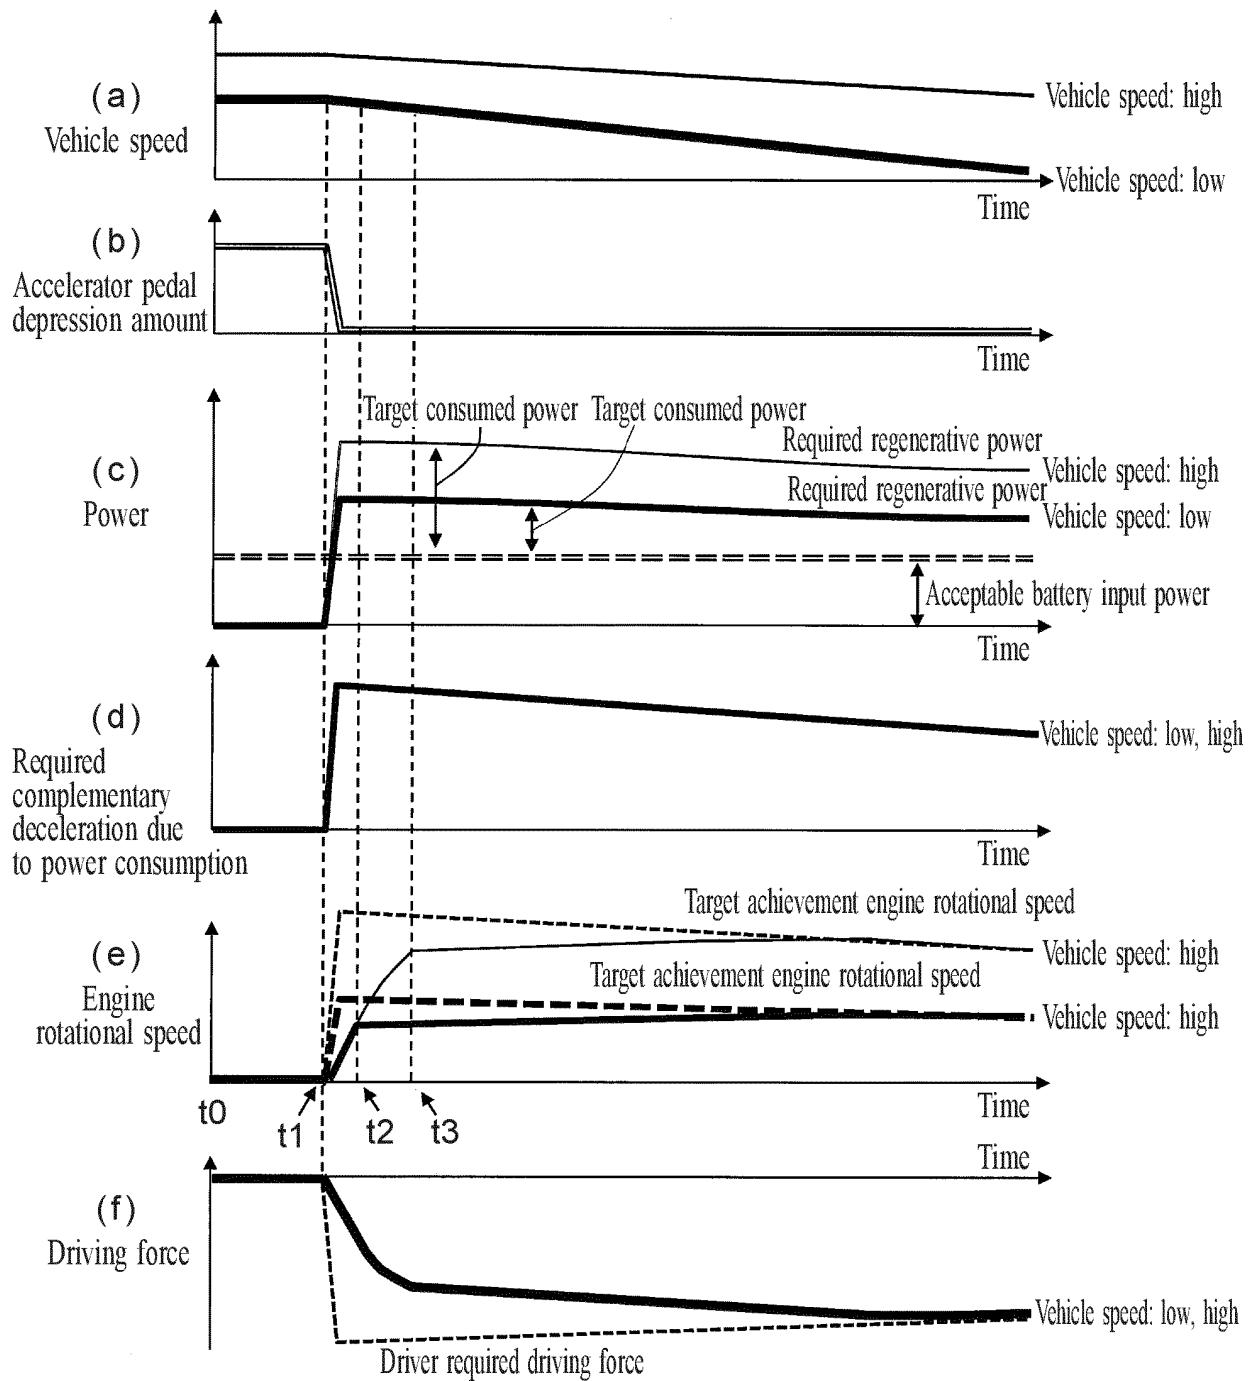 (a)
Vehicle speed
Vehicle speed: high
Vehicle speed: low
Time
(b)
Accelerator pedal
depression amount
Time
(c)
Power
Target consumed power
Target consumed power
Required regenerative power
Vehicle speed: high
Required regenerative power
Vehicle speed: low
Acceptable battery input power
Time
(d)
Required
complementary
deceleration due
to power consumption
Vehicle speed: low, high
Time
(e)
Engine
rotational speed
Target achievement engine rotational speed
Vehicle speed: high
Target achievement engine rotational speed
Vehicle speed: high
Time
t0
t1
t2
t3
Time
(f)
Driving force
Vehicle speed: low, high
Driver required driving force